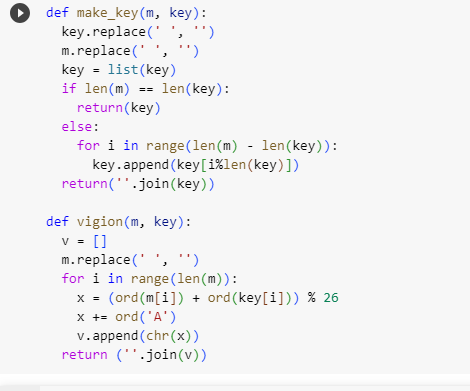 def make_key(m, key):
  key.replace(' ', '')
  m.replace(' ', '')
  key = list(key)
  if len(m) == len(key):
    return(key)
  else:
    for i in range(len(m) - len(key)):
      key.append(key[i%len(key)])
  return(''.join(key))

def vigion(m, key):
  v = []
  m.replace(' ', '')
  for i in range(len(m)):
    x = (ord(m[i]) + ord(key[i])) % 26
    x += ord('A')
    v.append(chr(x))
  return (''.join(v))